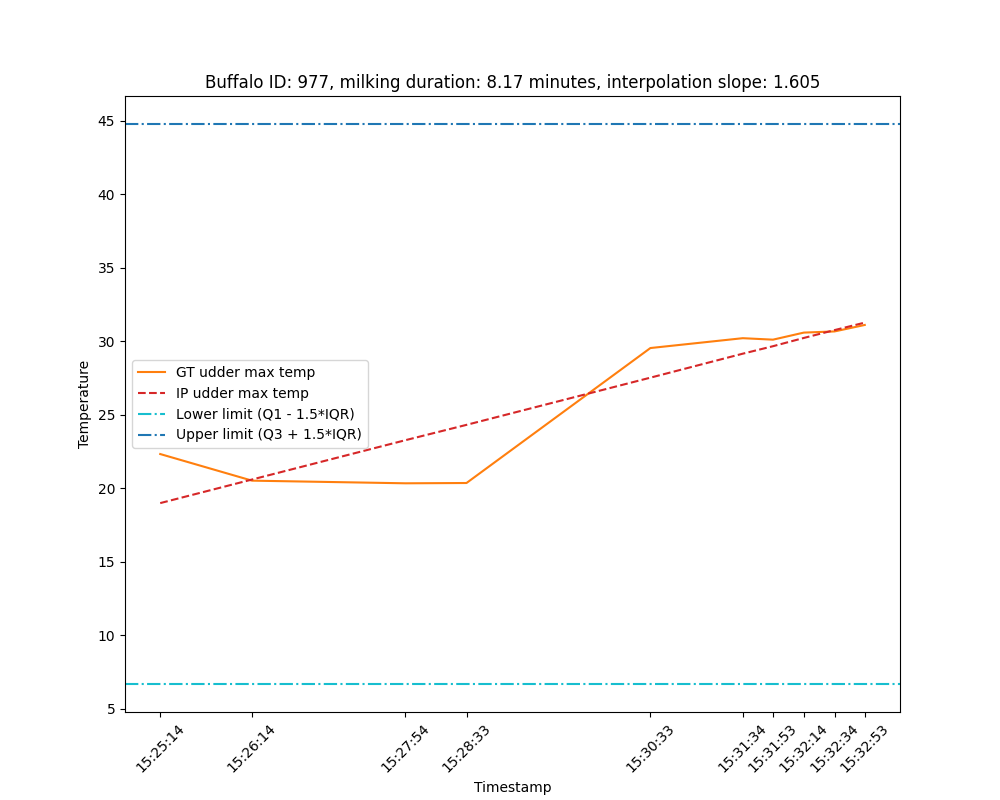 Buffalo ID: 977, milking duration: 8.17 minutes, interpolation slope: 1.605
45
40
35
30
25
20
15
10
5
Temperature
GT udder max temp
IP udder max temp
Lower limit (Q1 - 1.5*IQR)
Upper limit (Q3 + 1.5*IQR)
15:25:14
15:26:14
15:27:54
15:28:33
15:30:33
15:31:34
15:31:53
15:32:14
15:32:34
15:32:53
Timestamp